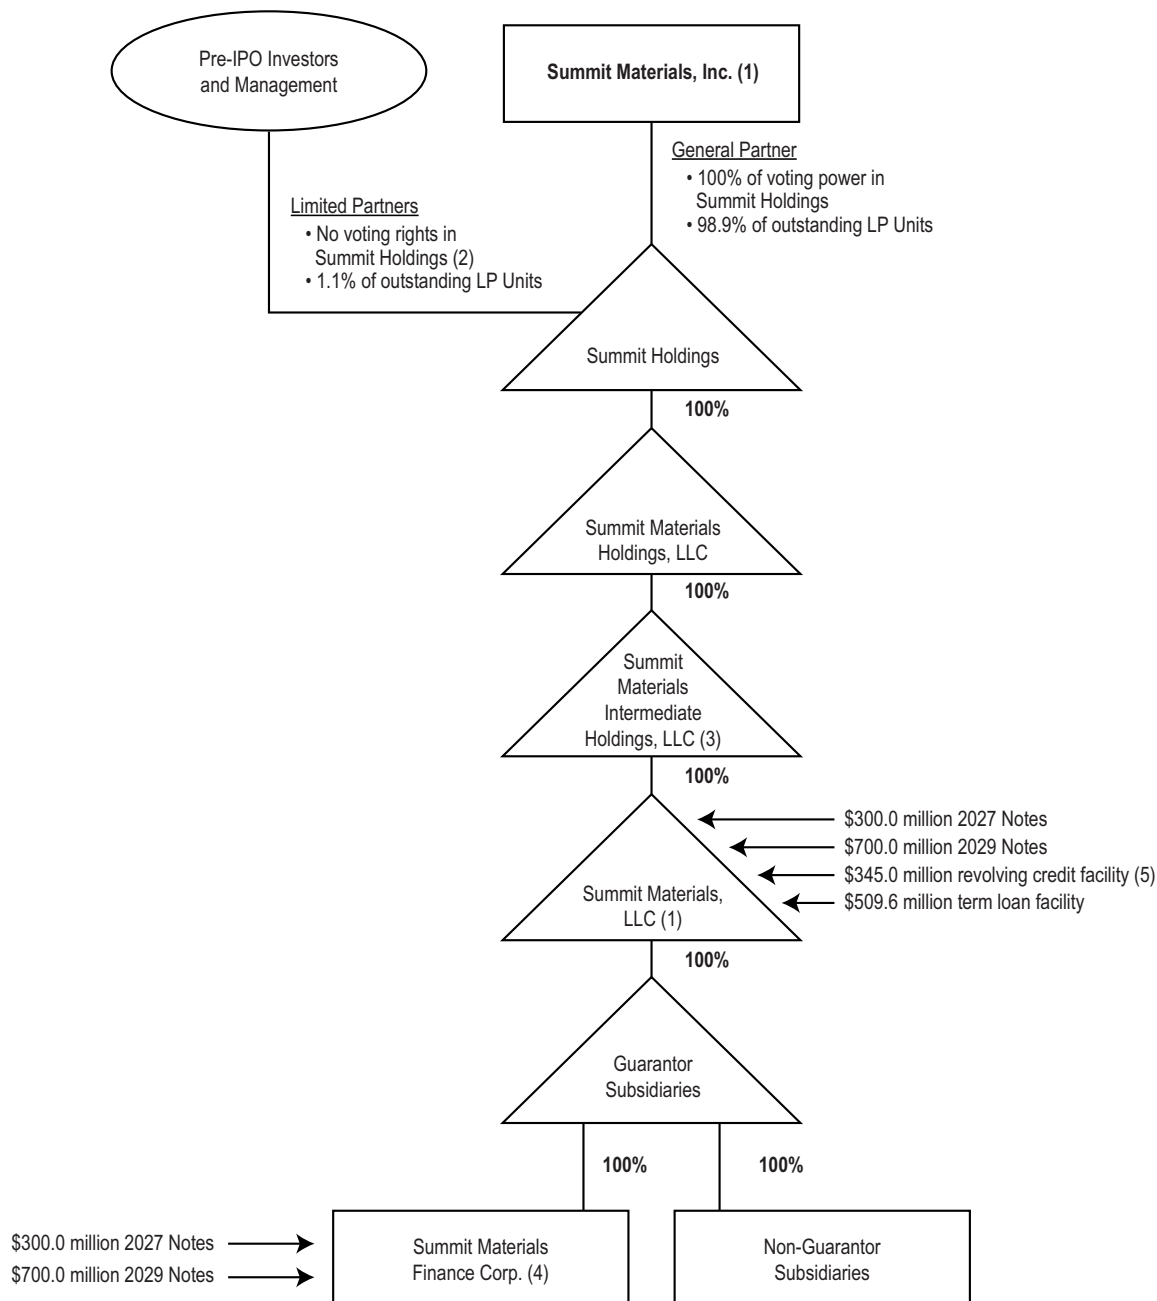 Pre-IPO Investors
and Management
Summit Materials, Inc. (1)
General Partner
• 100% of voting power in
Summit Holdings
• 98.9% of outstanding LP Units
Limited Partners
• No voting rights in
Summit Holdings (2)
• 1.1% of outstanding LP Units
Summit Holdings
100%
Summit Materials
Holdings, LLC
100%
Summit
Materials
Intermediate
Holdings, LLC (3)
100%
$300.0 million 2027 Notes
$700.0 million 2029 Notes
$345.0 million revolving credit facility (5)
$509.6 million term loan facility
Summit Materials,
LLC (1)
100%
Guarantor
Subsidiaries
100%
100%
$300.0 million 2027 Notes
$700.0 million 2029 Notes
Summit Materials
Finance Corp. (4)
Non-Guarantor
Subsidiaries